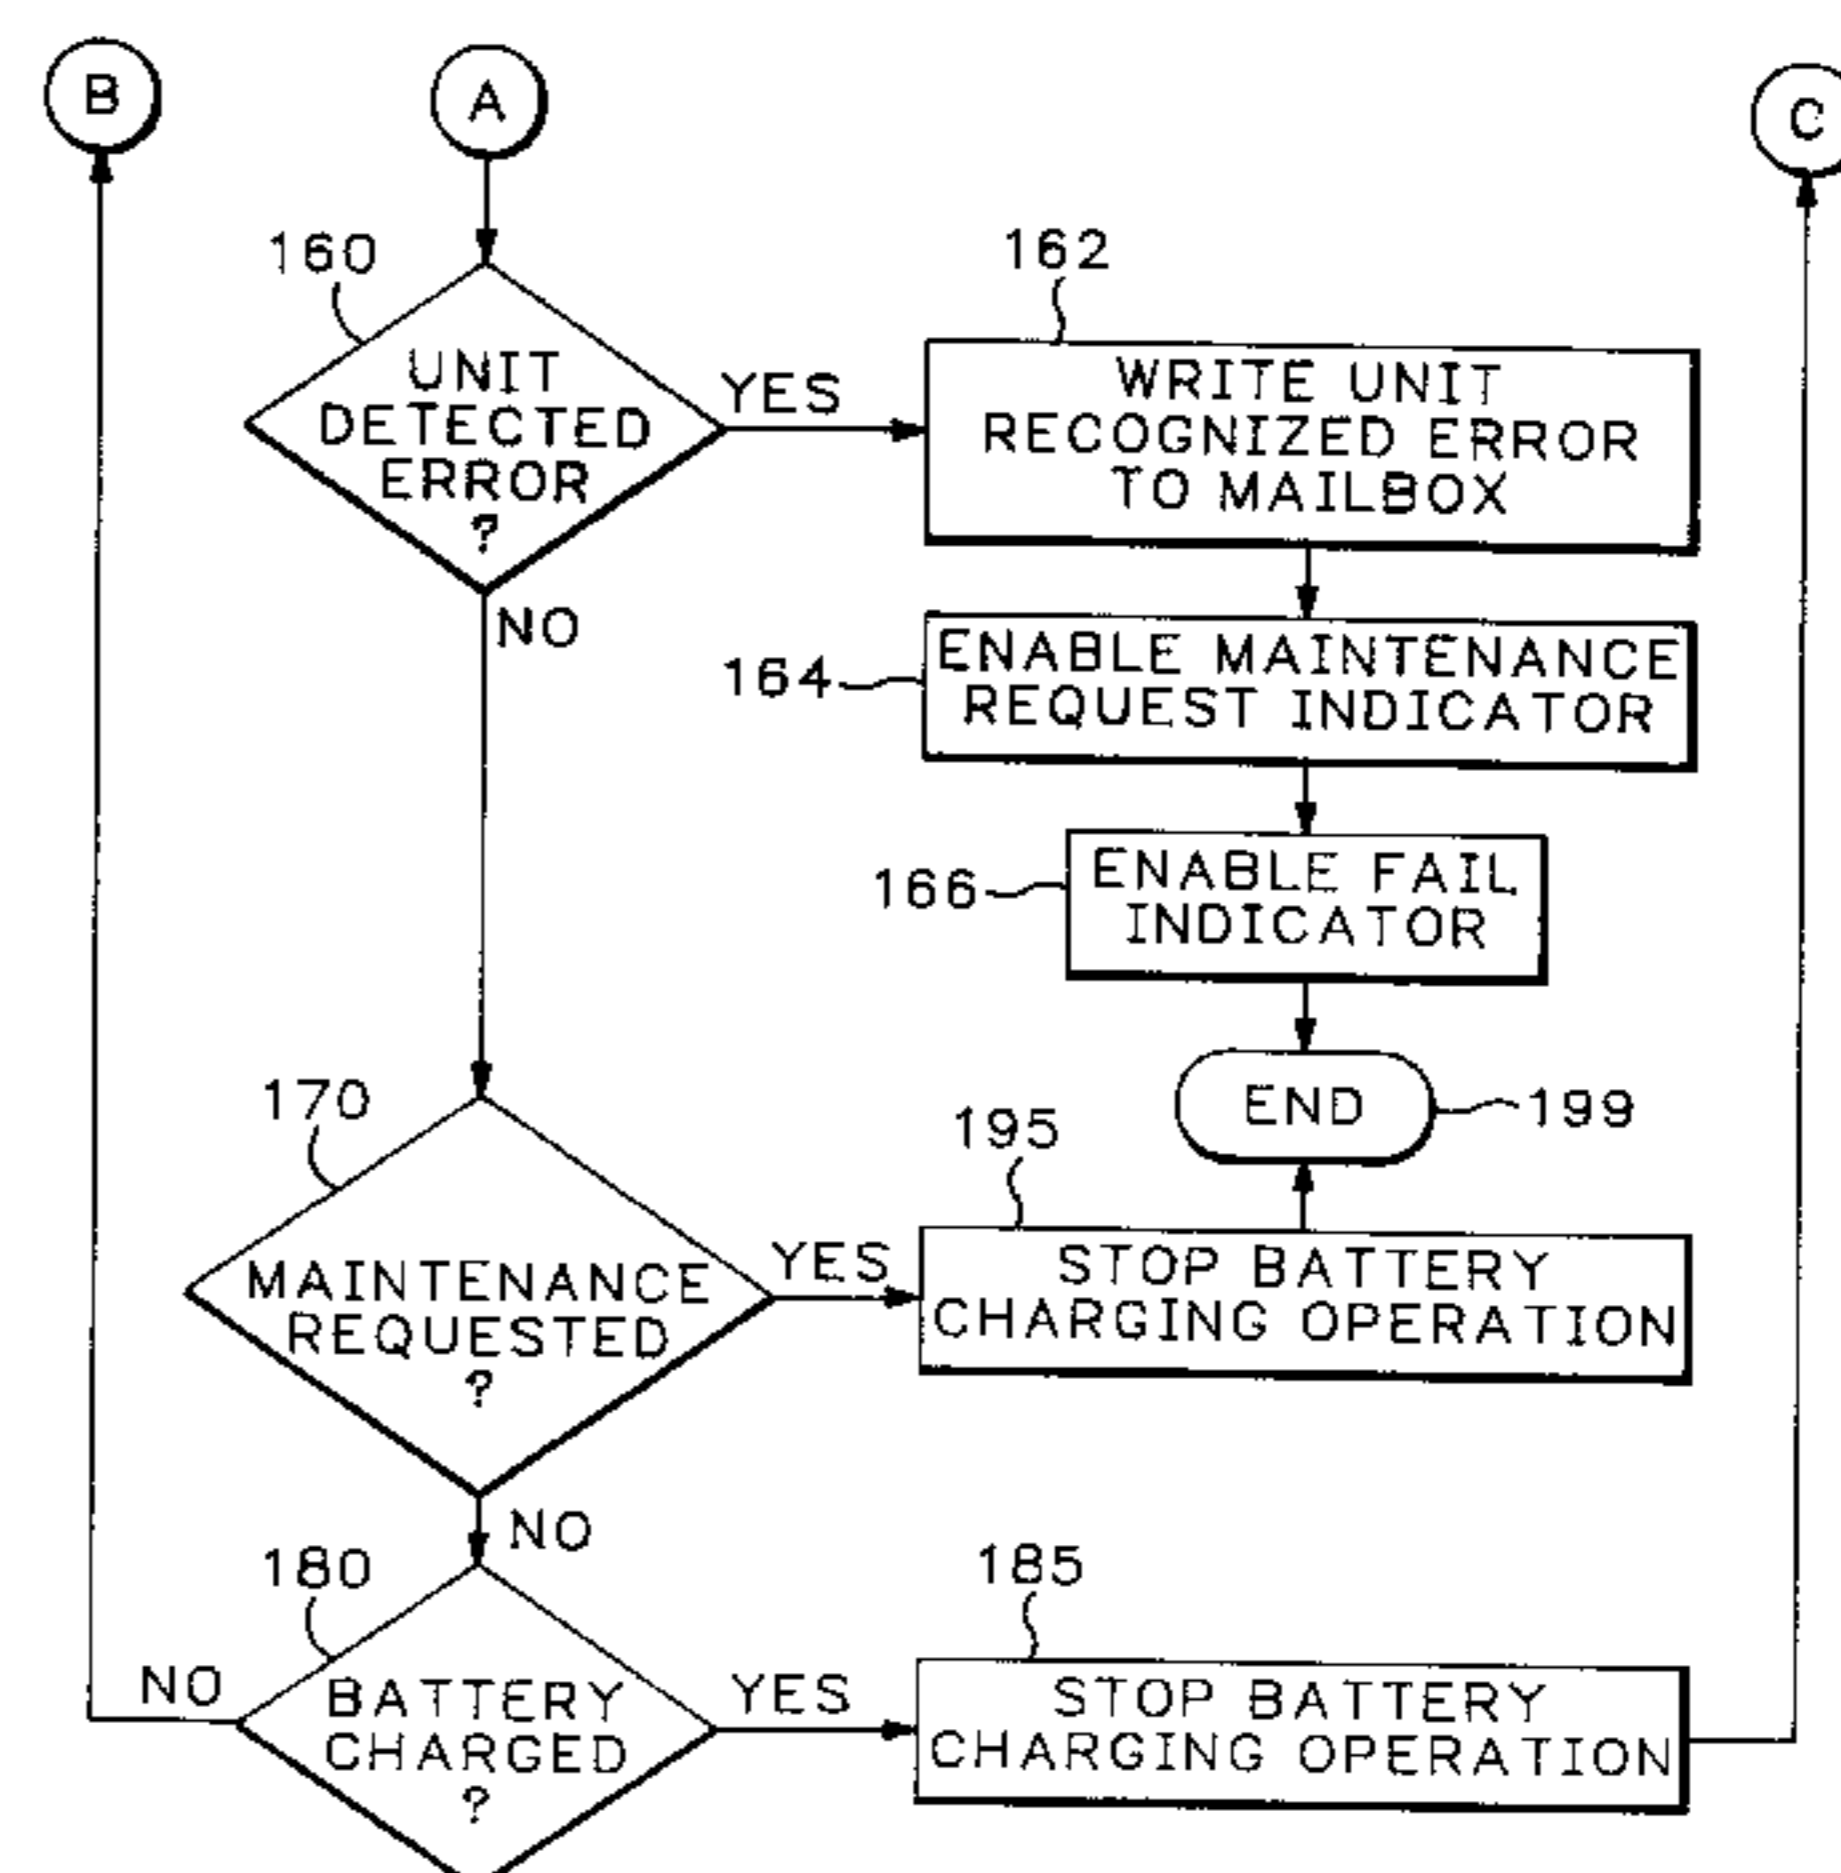 B
A
C
160
162
UNIT
DETECTED
ERROR
?
YES
WRITE UNIT
RECOGNIZED ERROR
TO MAILBOX
NO
164
ENABLE MAINTENANCE
REQUEST INDICATOR
166
ENABLE FAIL
INDICATOR
END
199
170
195
MAINTENANCE
REQUESTED
?
YES
STOP BATTERY
CHARGING OPERATION
NO
180
185
NO
BATTERY
CHARGED
?
YES
STOP BATTERY
CHARGING OPERATION